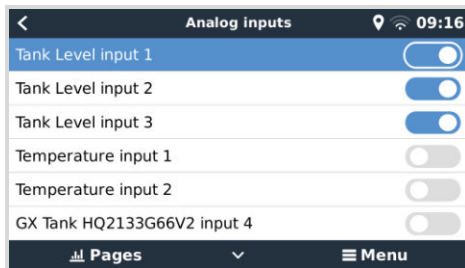 Analog inputs 09:16
Tank Level input 1
Tank Level input 2
Tank Level input 3
Temperature input 1
Temperature input 2
GX Tank HQ2133G66V2 input 4
Pages Menu